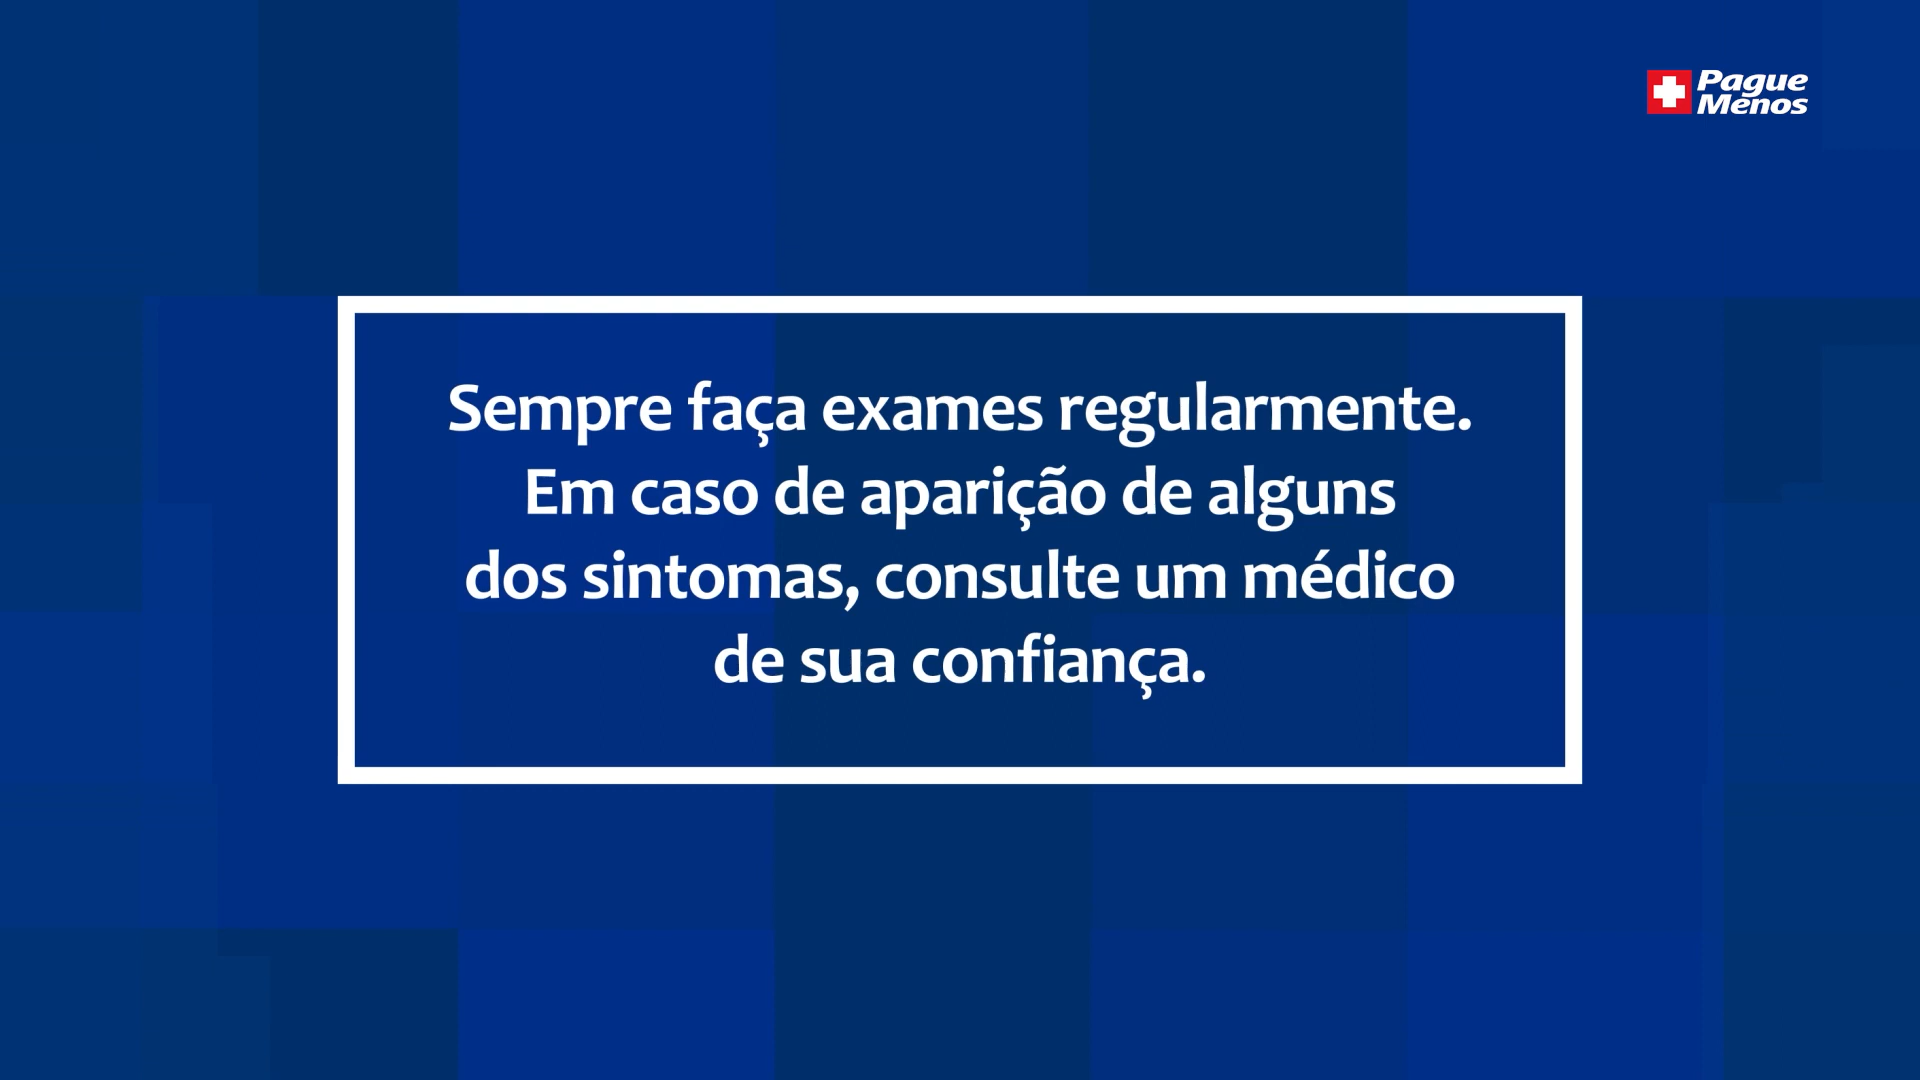 Pague
Menos
Sempre faça exames regularmente.
Em caso de aparição de alguns
dos sintomas, consulte um médico
de sua confiança.